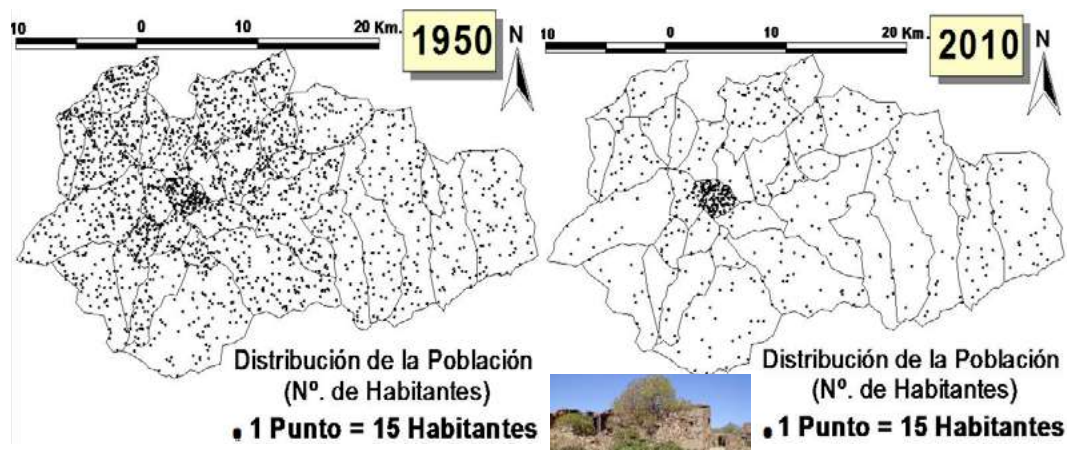 10 0 10 20 Km.
1950
N
Distribución de la Población
(Nº. de Habitantes)
1 Punto = 15 Habitantes
10 0 10 20 Km.
2010
N
Distribución de la Población
(Nº. de Habitantes)
1 Punto = 15 Habitantes